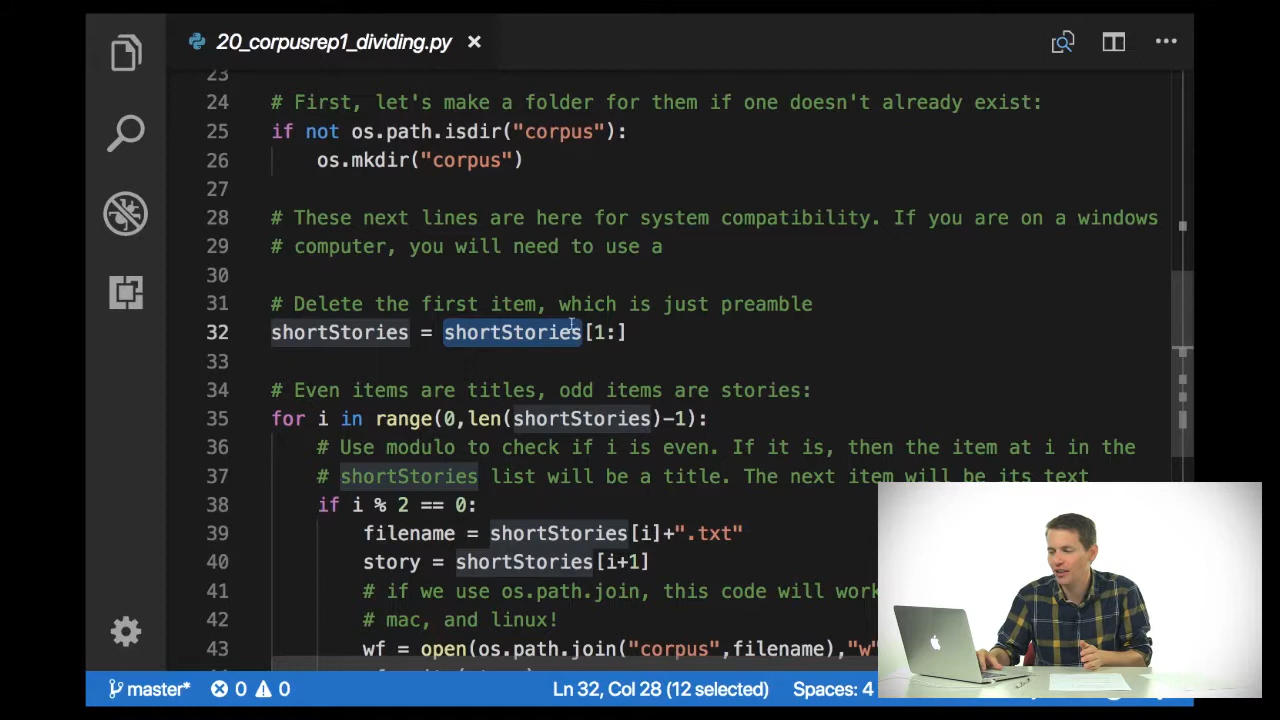 20_corpusrep1_dividing.py
23
24 # First, let's make a folder for them if one doesn't already exist:
25 if not os.path.isdir("corpus"):
26 os.mkdir("corpus")
27
28 # These next lines are here for system compatibility. If you are on a windows
29 # computer, you will need to use a
30
31 # Delete the first item, which is just preamble
32 shortStories = shortStories[1:]
33
34 # Even items are titles, odd items are stories:
35 for i in range(0,len(shortStories)-1):
36 # Use modulo to check if i is even. If it is, then the item at i in the
37 # shortStories list will be a title. The next item will be its text
38 if i % 2 == 0:
39 filename = shortStories[i]+".txt"
40 story = shortStories[i+1]
41 # if we use os.path.join, this code will work
42 # mac, and linux!
43 wf = open(os.path.join("corpus",filename),"w"
master* 0 0 Ln 32, Col 28 (12 selected) Spaces: 4